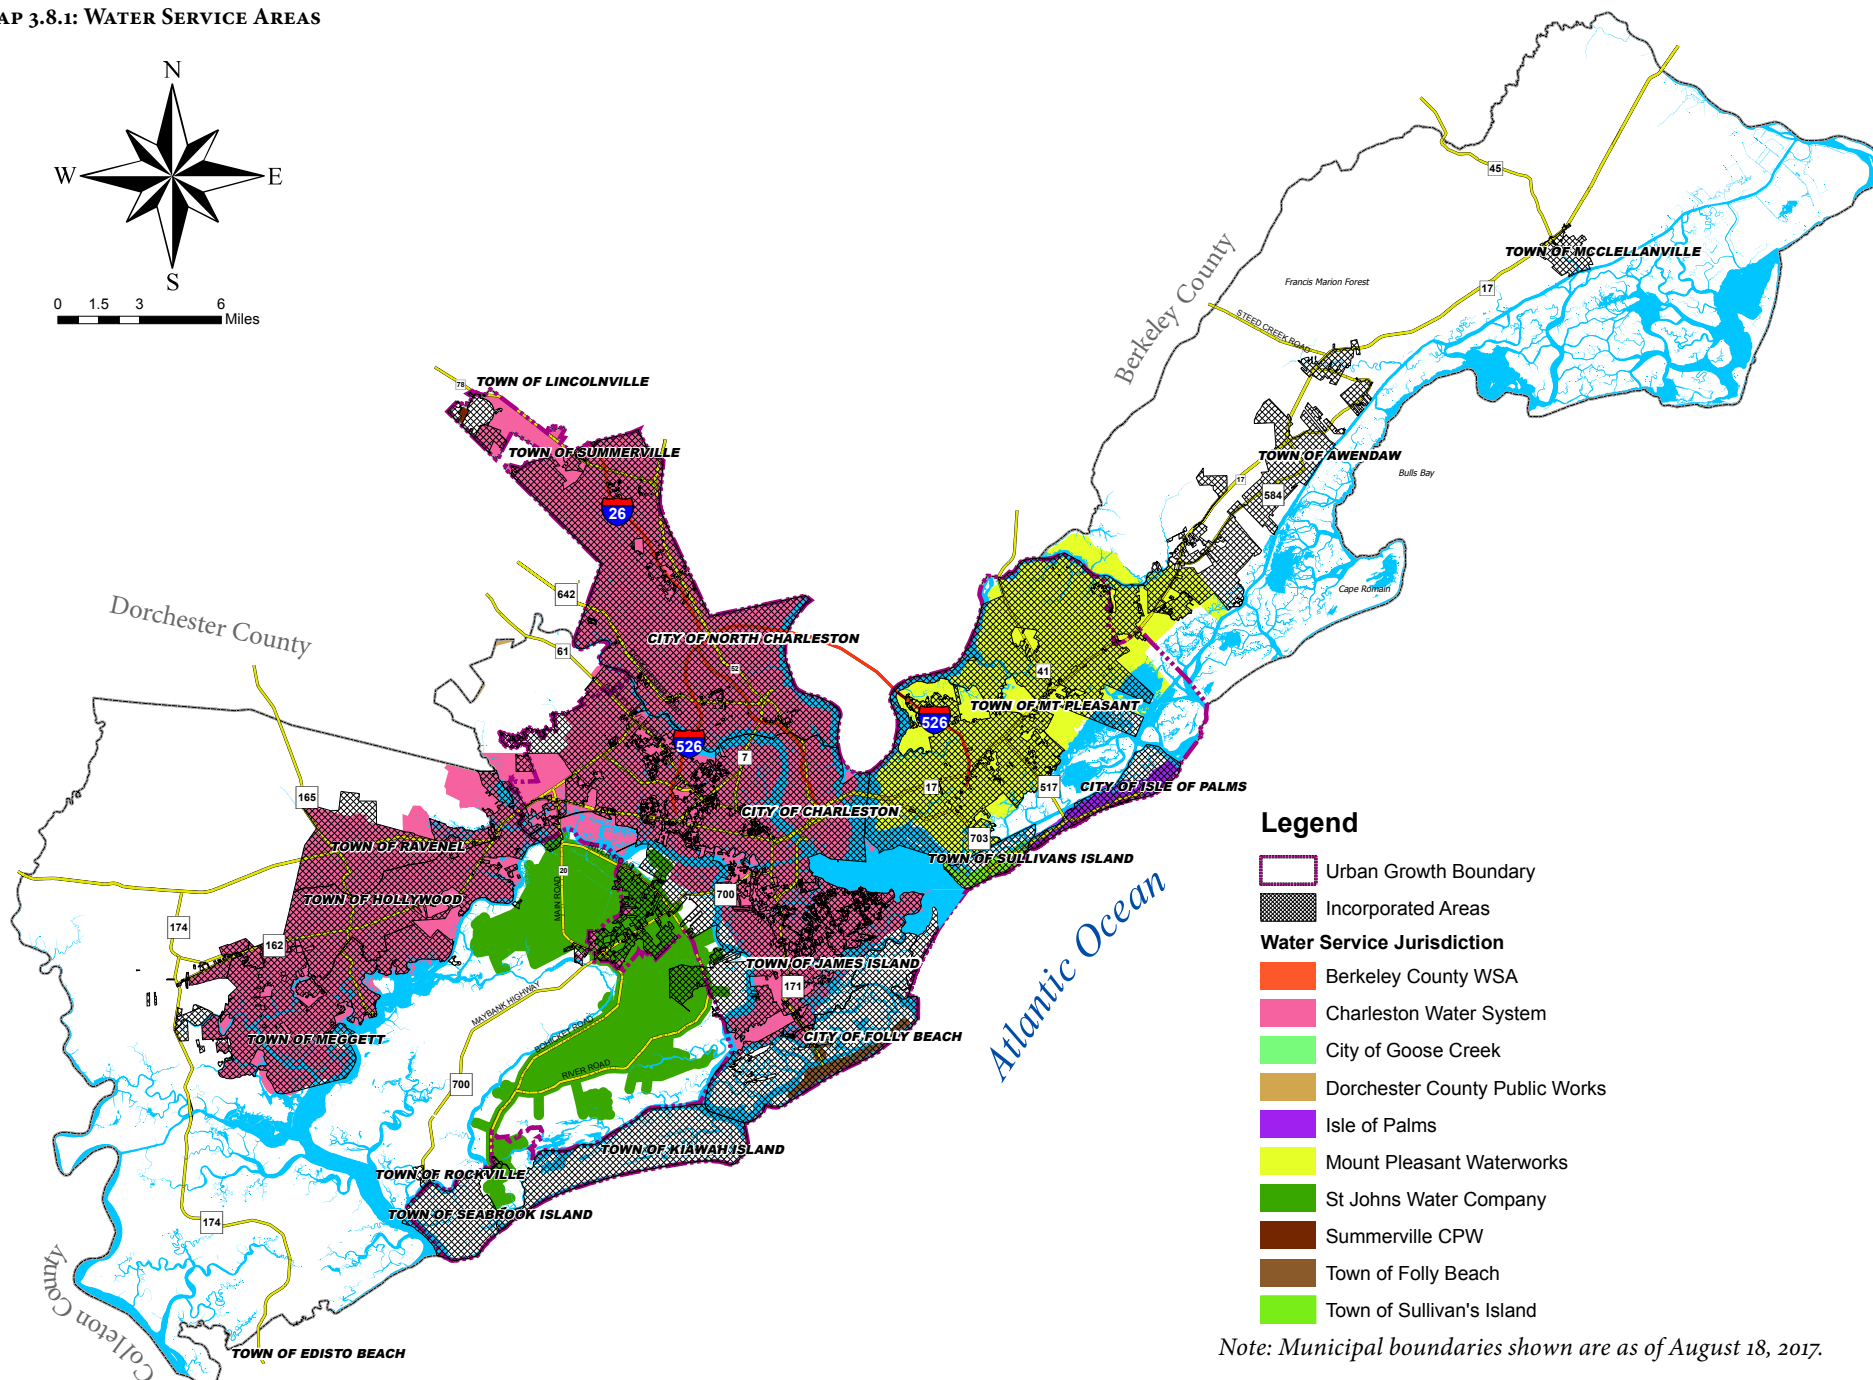 AP 3.8.1: WATER SERVICE AREAS
N
W
E
S
0 1.5 3 6
Miles
45
TOWN OF MCCLELLANVILLE
Francis Marion Forest
17
Berkeley County
STEED CREEK ROAD
78
TOWN OF LINCOLNVILLE
TOWN OF SUMMERVILLE
TOWN OF AWENDAW
Bulls Bay
17
584
26
Cape Romain
642
Dorchester County
CITY OF NORTH CHARLESTON
61
52
41
TOWN OF MT PLEASANT
526
526
7
165
17
517
CITY OF ISLE OF PALMS
CITY OF CHARLESTON
703
TOWN OF RAVENEL
TOWN OF SULLIVANS ISLAND
20
MAIN ROAD
700
TOWN OF HOLLYWOOD
174
162
Atlantic Ocean
TOWN OF JAMES ISLAND
171
MAYBANK HIGHWAY
BOHICKET ROAD
TOWN OF MEGGETT
CITY OF FOLLY BEACH
RIVER ROAD
700
TOWN OF KIAWAH ISLAND
TOWN OF ROCKVILLE
TOWN OF SEABROOK ISLAND
174
Colleton County
TOWN OF EDISTO BEACH
Legend
Urban Growth Boundary
Incorporated Areas
Water Service Jurisdiction
Berkeley County WSA
Charleston Water System
City of Goose Creek
Dorchester County Public Works
Isle of Palms
Mount Pleasant Waterworks
St Johns Water Company
Summerville CPW
Town of Folly Beach
Town of Sullivan's Island
Note: Municipal boundaries shown are as of August 18, 2017.